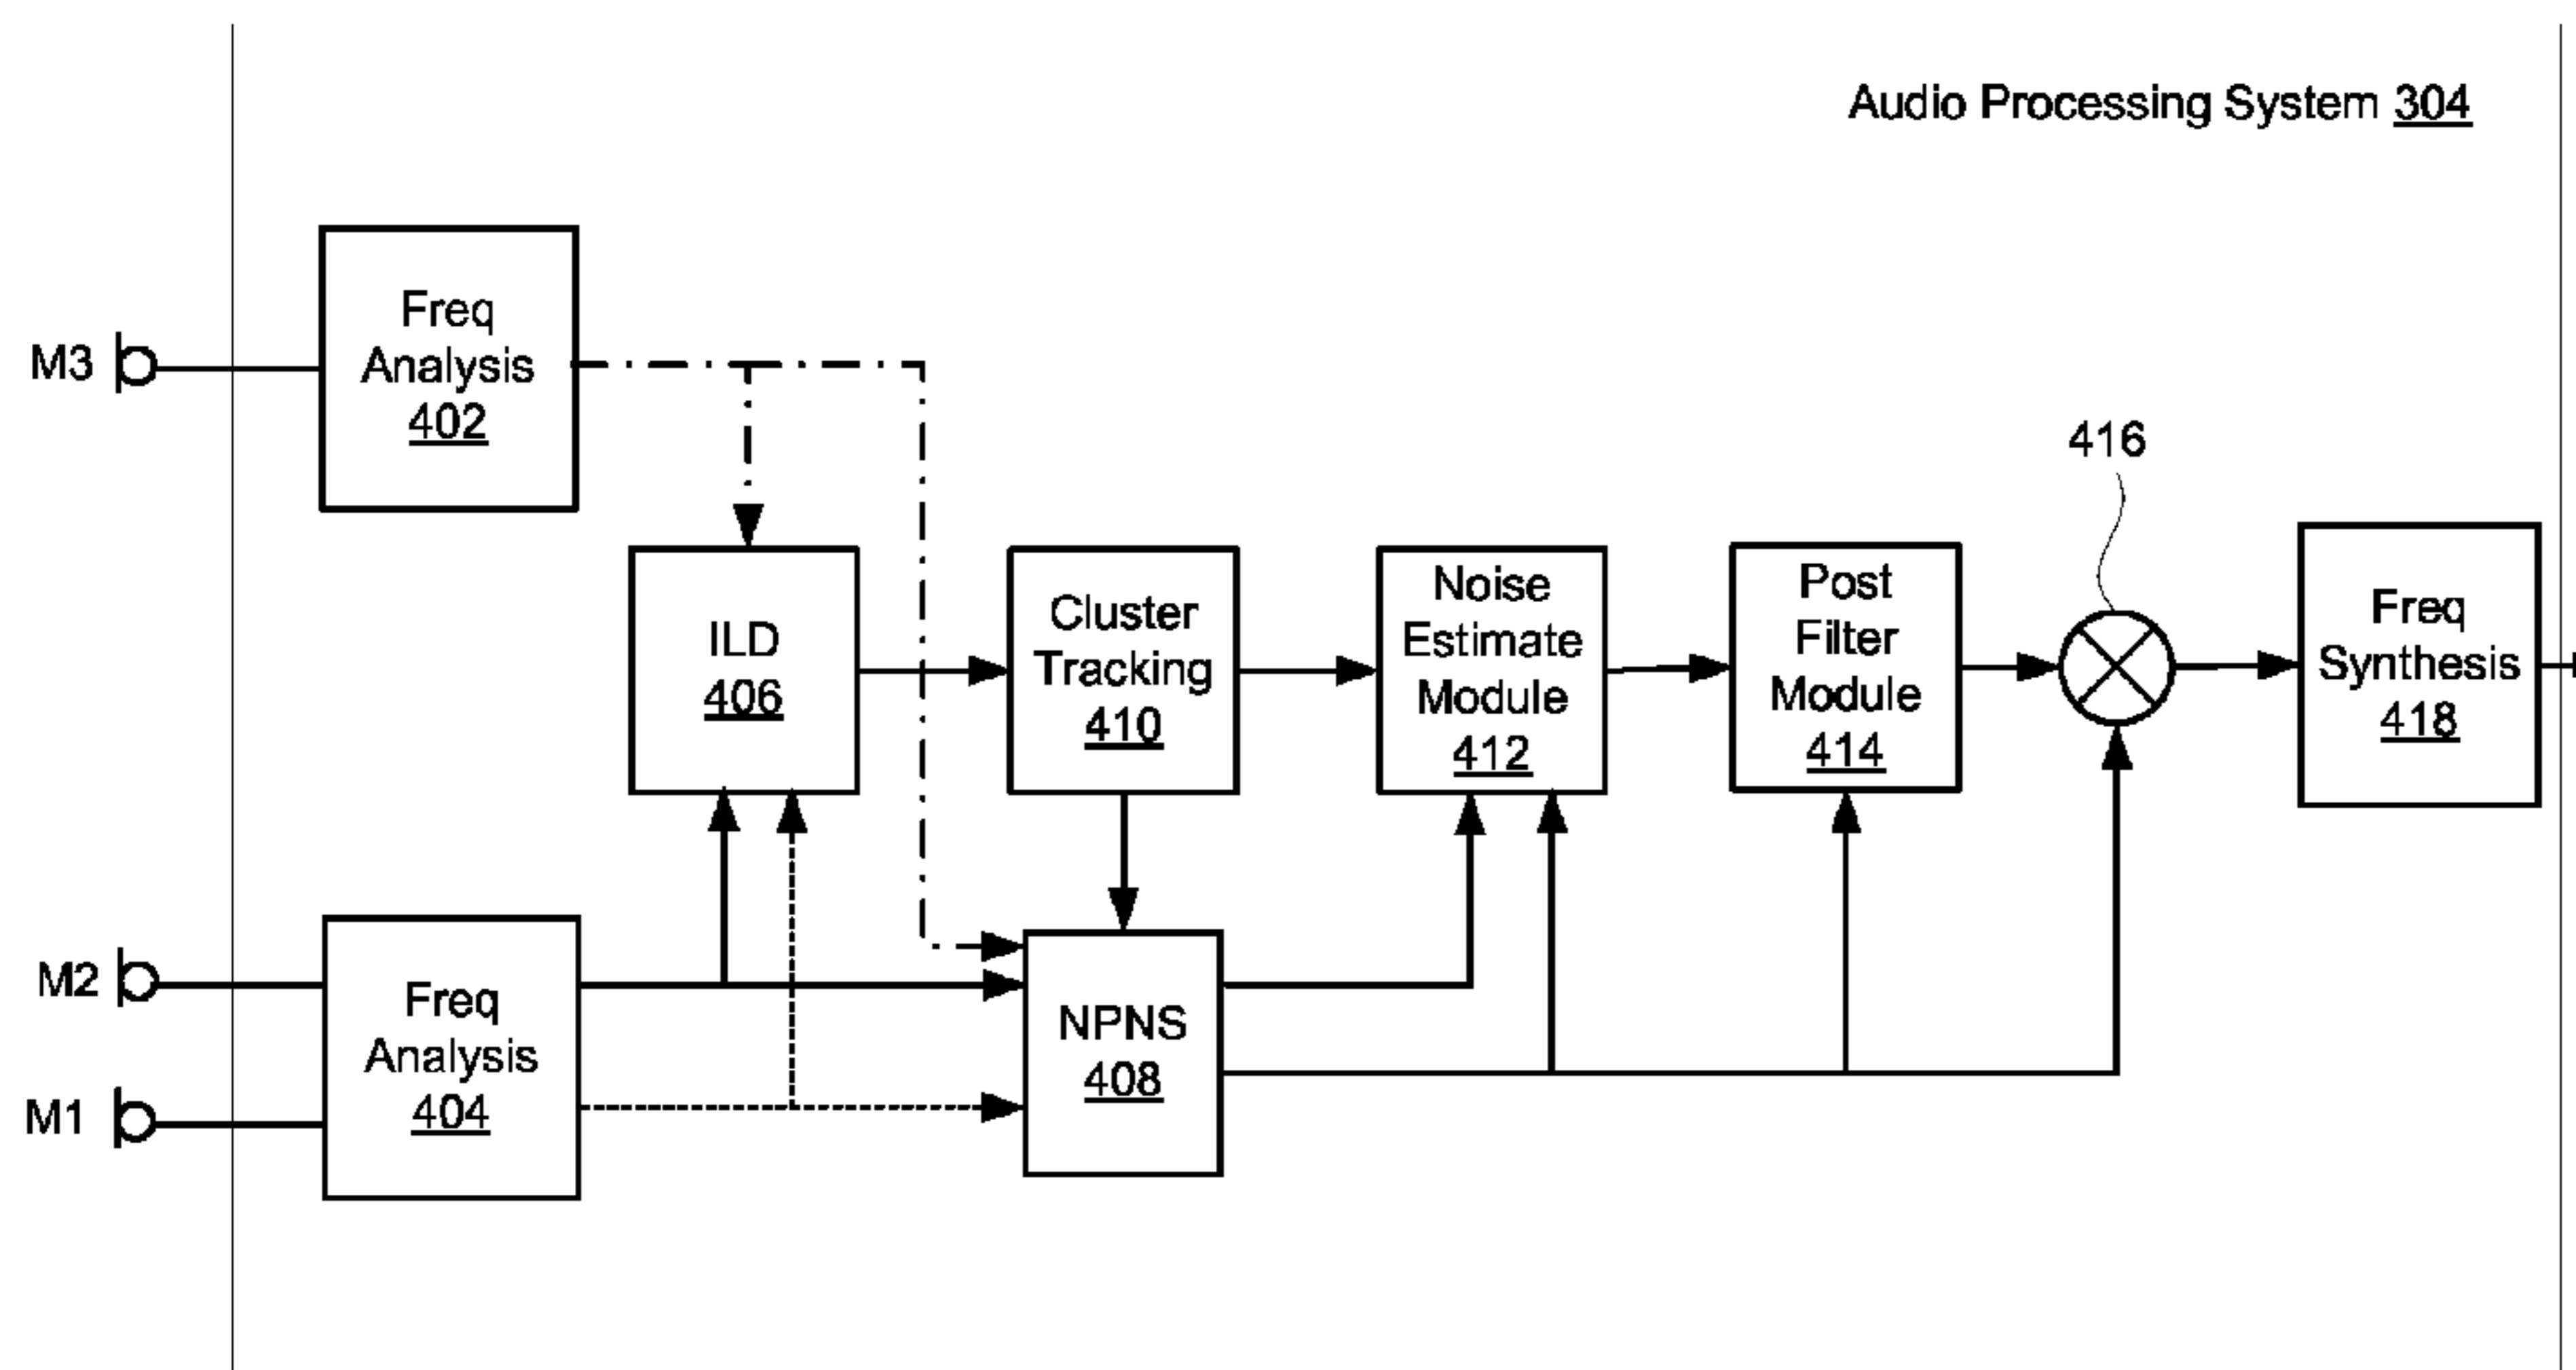 Audio Processing System 304
M3
Freq
Analysis
402
416
ILD
406
Cluster
Tracking
410
Noise
Estimate
Module
412
Post
Filter
Module
414
Freq
Synthesis
418
M2
M1
Freq
Analysis
404
NPNS
408